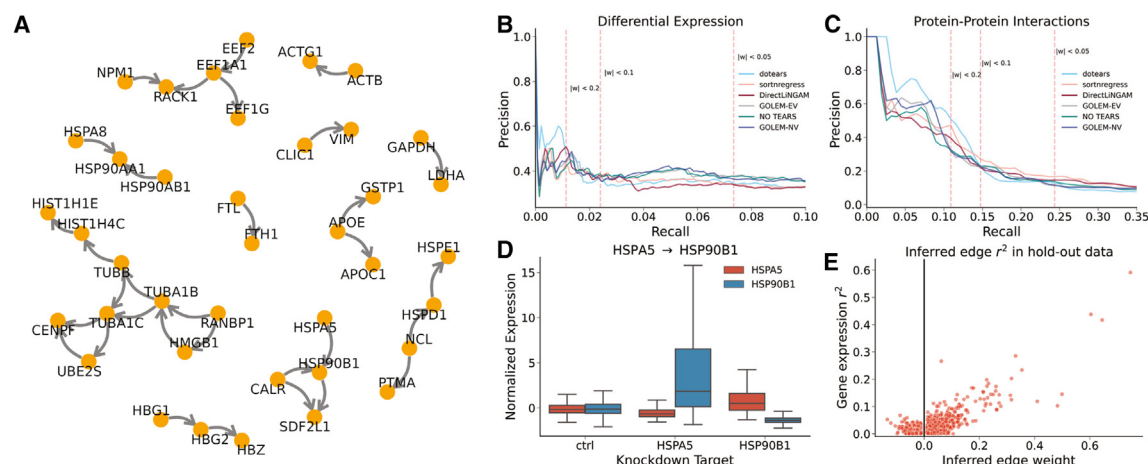 A
EEF2
EEF1A1
NPM1
RACK1
EEF1G
ACTG1
ACTB
HSPA8
HSP90AA1
HSP90AB1
CLIC1
VIM
GAPDH
LDHA
HIST1H1E
HIST1H4C
FTL
FTH1
GSTP1
APOE
APOC1
TUBB
TUBA1B
TUBA1C
RANBP1
CENPF
HMGB1
UBE2S
HSPE1
HSPD1
NCL
PTMA
HSPA5
HSP90B1
CALR
SDF2L1
HBG1
HBG2
HBZ
B
Differential Expression
Precision
1.0
0.8
0.6
0.4
|w| < 0.2
|w| < 0.1
|w| < 0.05
dotears
sortnregress
DirectLiNGAM
GOLEM-EV
NO TEARS
GOLEM-NV
0.00 0.02 0.04 0.06 0.08 0.10
Recall
C
Protein-Protein Interactions
Precision
1.0
0.8
0.6
0.4
0.2
0.0
|w| < 0.2
|w| < 0.1
|w| < 0.05
dotears
sortnregress
DirectLiNGAM
GOLEM-EV
NO TEARS
GOLEM-NV
0.00 0.05 0.10 0.15 0.20 0.25 0.30 0.35
Recall
D
HSPA5 → HSP90B1
Normalized Expression
15
10
5
0
HSPA5
HSP90B1
ctrl HSPA5 HSP90B1
Knockdown Target
E
Inferred edge r² in hold-out data
Gene expression r²
0.6
0.4
0.3
0.2
0.1
0.0
0.0 0.2 0.4 0.6
Inferred edge weight